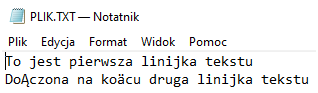 PLIK.TXT — Notatnik
Plik Edycja Format Widok Pomoc
To jest pierwsza linijka tekstu
DoĄczona na koäcu druga linijka tekstu